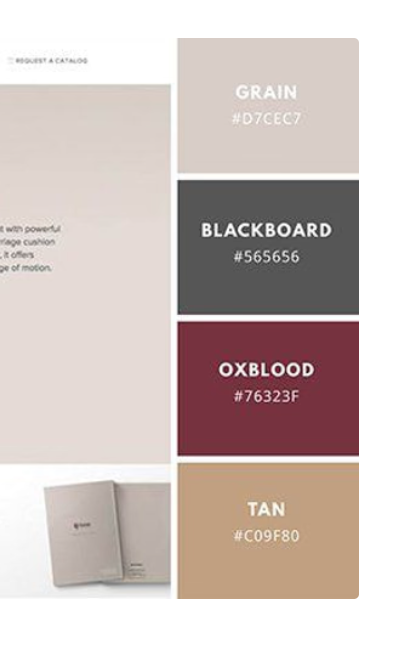 REQUEST A CATALOG
t with powerful
rriage cushion
, it offers
ge of motion.
GRAIN
#D7CEC7
BLACKBOARD
#565656
OXBLOOD
#76323F
TAN
#C09F80